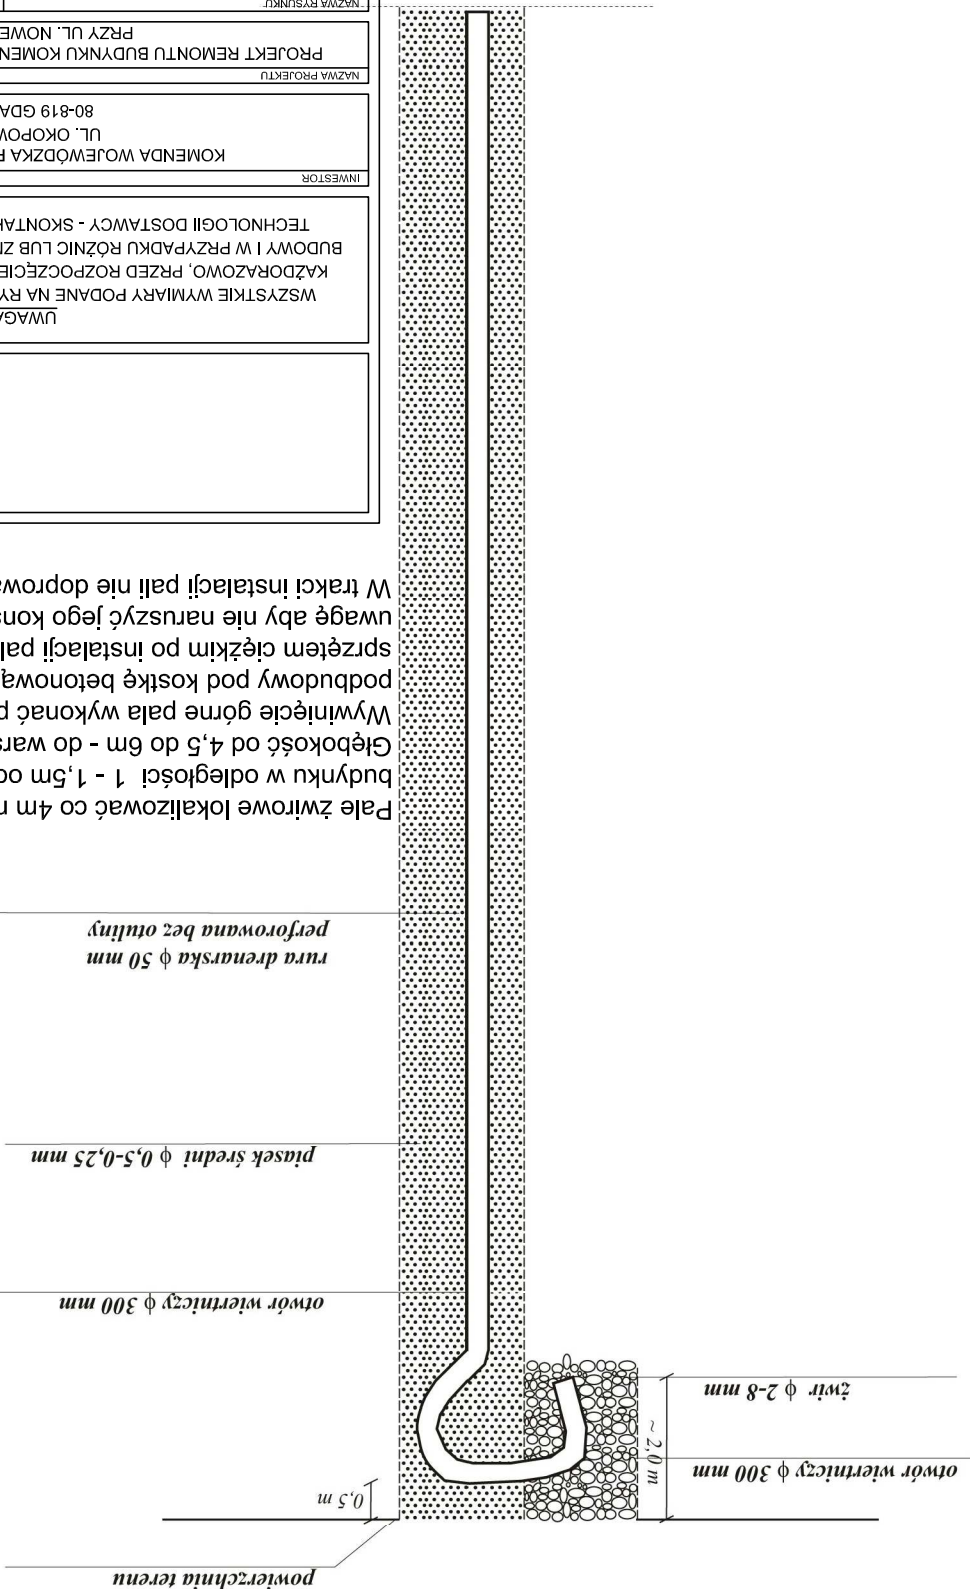 powierzchnia terenu
0,5 m
otwór wiertniczy φ 300 mm
~ 2,0 m
żwir φ 2-8 mm
otwór wiertniczy φ 300 mm
piasek średni φ 0,5-0,25 mm
rura drenarska φ 50 mm
perforowana bez otuliny
Pale żwirowe lokalizować co 4m n
budynku w odległości 1 - 1,5m od
Głębokość od 4,5 do 6m - do wars
Wywinięcie górne pala wykonać p
podbudowy pod kostkę betonową
sprzętem ciężkim po instalacji pal
uwagę aby nie naruszyć jego kons
W trakci instalacji pali nie doprowa
UWAGA
WSZYSTKIE WYMIARY PODANE NA RY
KAŻDORAZOWO, PRZED ROZPOCZĘCIE
BUDOWY I W PRZYPADKU RÓŻNIC LUB ZM
TECHNOLOGII DOSTAWCY - SKONTAK
INWESTOR
KOMENDA WOJEWÓDZKA P
UL. OKOPOW
80-819 GDA
NAZWA PROJEKTU
PROJEKT REMONTU BUDYNKU KOMEN
PRZY UL. NOWE
NAZWA RYSUNKU